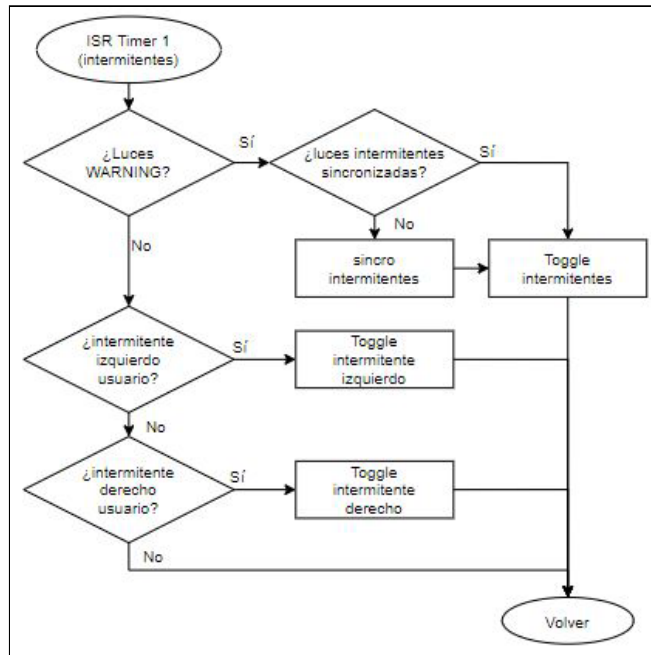 ISR Timer 1
(intermitentes)
¿Luces
WARNING?
Sí
¿luces intermitentes
sincronizadas?
Sí
No
No
sincro
intermitentes
Toggle
intermitentes
¿intermitente
izquierdo
usuario?
Sí
Toggle
intermitente
izquierdo
No
¿intermitente
derecho
usuario?
Sí
Toggle
intermitente
derecho
No
Volver